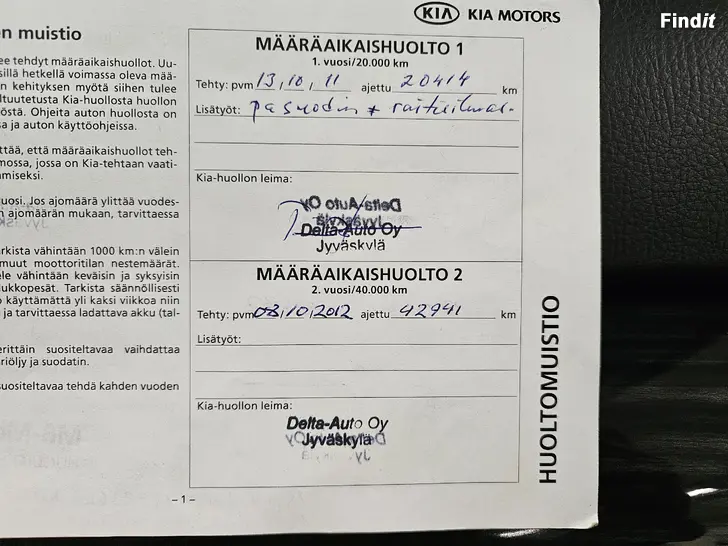 Findit
KIA KIA MOTORS
n muistio
ee tehdyt määräaikaishuollot. Uu-
sillä hetkellä voimassa oleva mää-
n kehityksen myötä siihen tulee
ltuutetusta Kia-huollosta huollon
östä. Ohjeita auton huollosta on
sa ja auton käyttöohjeissa.
ttää, että määräaikaishuollot teh-
mossa, jossa on Kia-tehtaan vaati-
miseksi.
uosi. Jos ajomäärä ylittää vuodes-
n ajomäärän mukaan, tarvittaessa
arkista vähintään 1000 km:n välein
muut moottoritilan nestemäärät.
ele vähintään keväisin ja syksyisin
lukkopesät. Tarkista säännöllisesti
o käyttämättä yli kaksi viikkoa niin
ja tarvittaessa ladattava akku (tal-
erittäin suositeltavaa vaihdattaa
riöljy ja suodatin.
suositeltavaa tehdä kahden vuoden
MÄÄRÄAIKAISHUOLTO 1
1. vuosi/20.000 km
Tehty: pvm 13,10,11 ajettu 20414 km
Lisätyöt:
Kia-huollon leima:
Delta-Auto Oy
Jyväskylä
MÄÄRÄAIKAISHUOLTO 2
2. vuosi/40.000 km
Tehty: pvm 03,10,2012 ajettu 42941 km
Lisätyöt:
Kia-huollon leima:
Delta-Auto Oy
Jyväskylä
HUOLTOMUISTIO
– 1 –